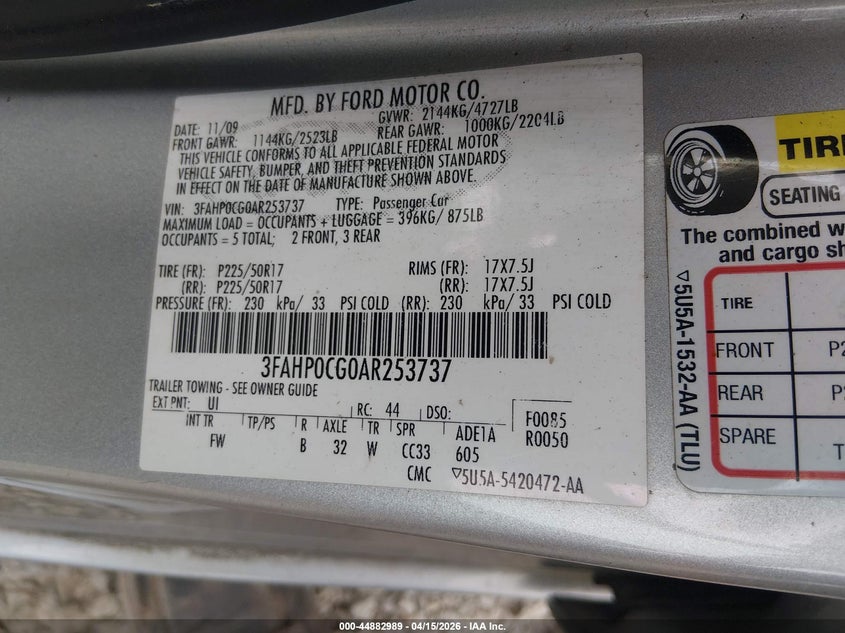 MFD. BY FORD MOTOR CO.
DATE: 11/09 GVWR: 2144KG/4727LB
FRONT GAWR: 1144KG/2523LB REAR GAWR: 1000KG/2204LB
THIS VEHICLE CONFORMS TO ALL APPLICABLE FEDERAL MOTOR
VEHICLE SAFETY, BUMPER, AND THEFT PREVENTION STANDARDS
IN EFFECT ON THE DATE OF MANUFACTURE SHOWN ABOVE.
VIN: 3FAHP0CG0AR253737 TYPE: Passenger Car
MAXIMUM LOAD = OCCUPANTS + LUGGAGE = 396KG/ 875LB
OCCUPANTS = 5 TOTAL; 2 FRONT, 3 REAR
TIRE (FR): P225/50R17 RIMS (FR): 17X7.5J
(RR): P225/50R17 (RR): 17X7.5J
PRESSURE (FR): 230 kPa/ 33 PSI COLD (RR): 230 kPa/ 33 PSI COLD
3FAHP0CG0AR253737
TRAILER TOWING - SEE OWNER GUIDE
EXT PNT: UI RC: 44 DSO: F0085
INT TR TP/PS R AXLE TR SPR ADE1A R0050
FW B 32 W CC33 605
CMC ▽5U5A-5420472-AA
TIRE
SEATING
The combined
and cargo
TIRE
FRONT
REAR
SPARE T
▽5U5A-1532-AA (TLU)
000-44882989 - 04/15/2026 - IAA Inc.